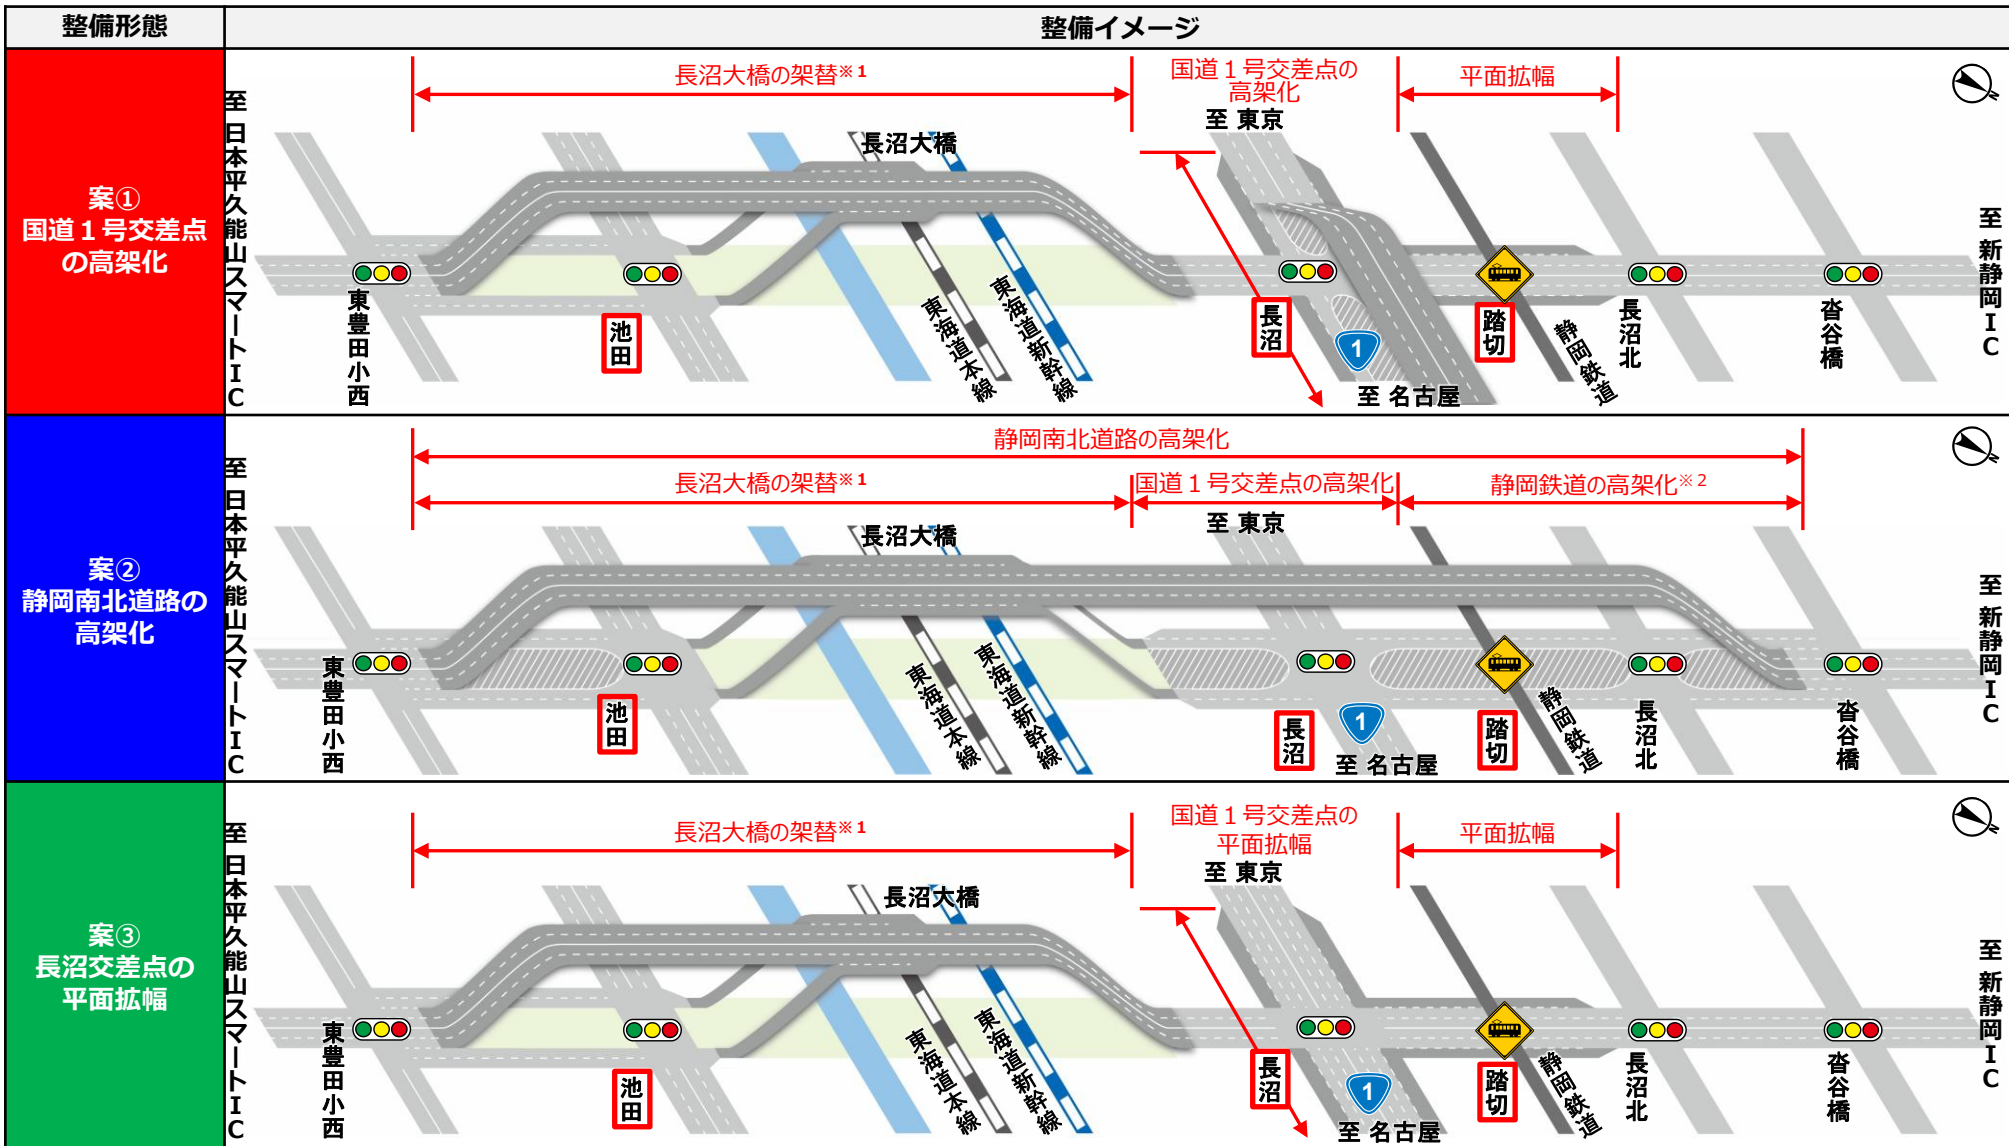 整備形態
整備イメージ
案①
国道1号交差点
の高架化
長沼大橋の架替※1
国道1号交差点の
高架化
平面拡幅
至 東京
長沼大橋
至 日本平久能山スマートIC
東豊田小西
池田
東海道本線
東海道新幹線
長沼
1
至 名古屋
踏切
静岡鉄道
長沼北
沓谷橋
至 新静岡IC
案②
静岡南北道路の
高架化
静岡南北道路の高架化
長沼大橋の架替※1
国道1号交差点の高架化
静岡鉄道の高架化※2
至 東京
長沼大橋
至 日本平久能山スマートIC
東豊田小西
池田
東海道本線
東海道新幹線
長沼
1
至 名古屋
踏切
静岡鉄道
長沼北
沓谷橋
至 新静岡IC
案③
長沼交差点の
平面拡幅
長沼大橋の架替※1
国道1号交差点の
平面拡幅
平面拡幅
至 東京
長沼大橋
至 日本平久能山スマートIC
東豊田小西
池田
東海道本線
東海道新幹線
長沼
1
至 名古屋
踏切
静岡鉄道
長沼北
沓谷橋
至 新静岡IC